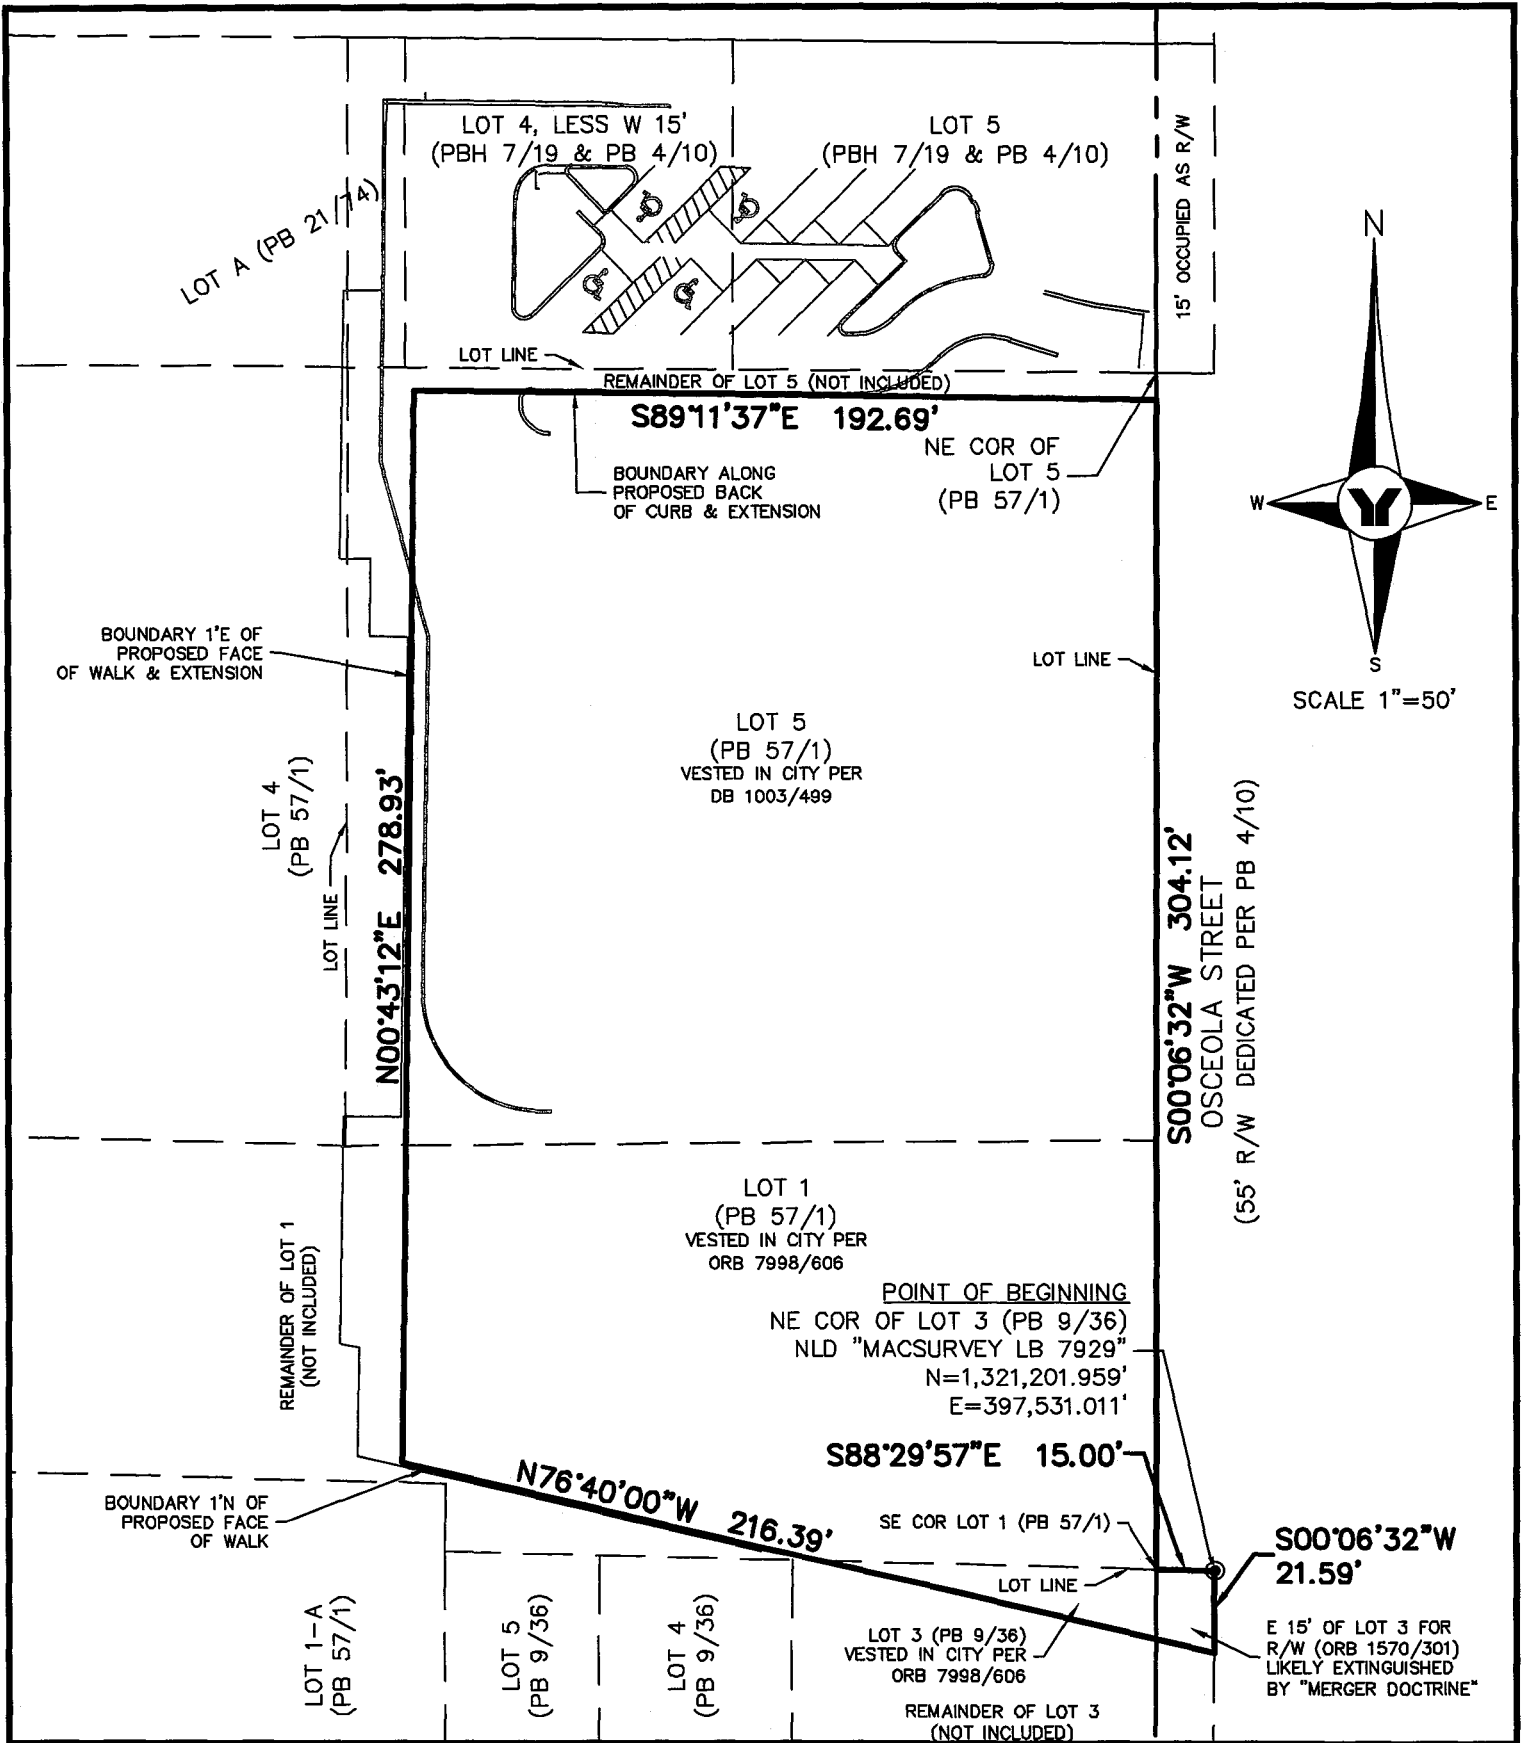 LOT 4, LESS W 15'
(PBH 7/19 & PB 4/10)
LOT 5
(PBH 7/19 & PB 4/10)
15' OCCUPIED AS R/W
LOT A (PB 21/14)
N
W
E
S
SCALE 1"=50'
LOT LINE
REMAINDER OF LOT 5 (NOT INCLUDED)
S89°11'37"E 192.69'
NE COR OF
LOT 5
(PB 57/1)
BOUNDARY ALONG
PROPOSED BACK
OF CURB & EXTENSION
BOUNDARY 1'E OF
PROPOSED FACE
OF WALK & EXTENSION
LOT LINE
LOT 5
(PB 57/1)
VESTED IN CITY PER
DB 1003/499
LOT 4
(PB 57/1)
LOT LINE
N00°43'12"E 278.93'
S00°06'32"W 304.12'
OSCEOLA STREET
(55' R/W DEDICATED PER PB 4/10)
LOT 1
(PB 57/1)
VESTED IN CITY PER
ORB 7998/606
REMAINDER OF LOT 1
(NOT INCLUDED)
POINT OF BEGINNING
NE COR OF LOT 3 (PB 9/36)
NLD "MACSURVEY LB 7929"
N=1,321,201.959'
E=397,531.011'
S88°29'57"E 15.00'
N76°40'00"W 216.39'
BOUNDARY 1'N OF
PROPOSED FACE
OF WALK
SE COR LOT 1 (PB 57/1)
S00°06'32"W
21.59'
LOT LINE
LOT 1-A
(PB 57/1)
LOT 5
(PB 9/36)
LOT 4
(PB 9/36)
LOT 3 (PB 9/36)
VESTED IN CITY PER
ORB 7998/606
E 15' OF LOT 3 FOR
R/W (ORB 1570/301)
LIKELY EXTINGUISHED
BY "MERGER DOCTRINE"
REMAINDER OF LOT 3
(NOT INCLUDED)